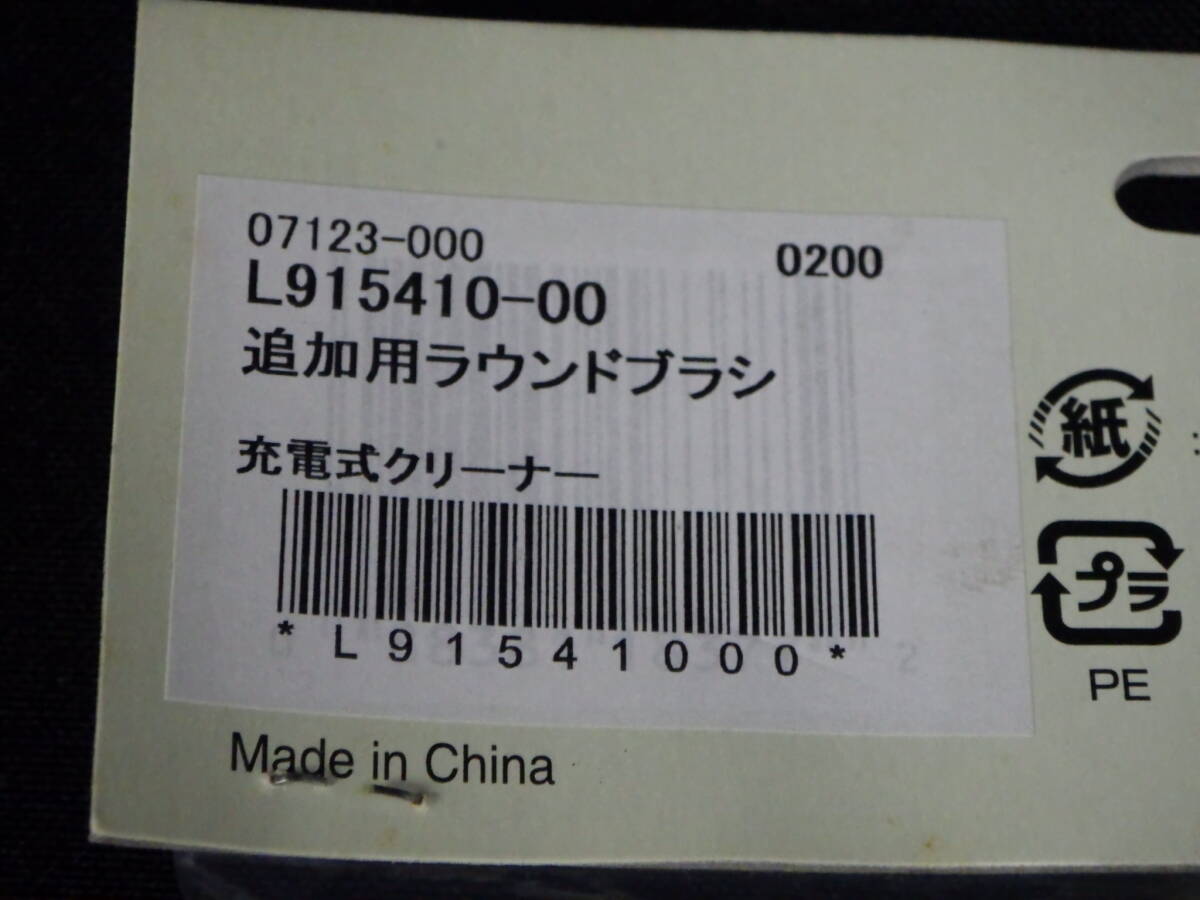 07123-000
0200
L915410-00
追加用ラウンドブラシ
充電式クリーナー
*L91541000*
Made in China
紙
プラ
PE